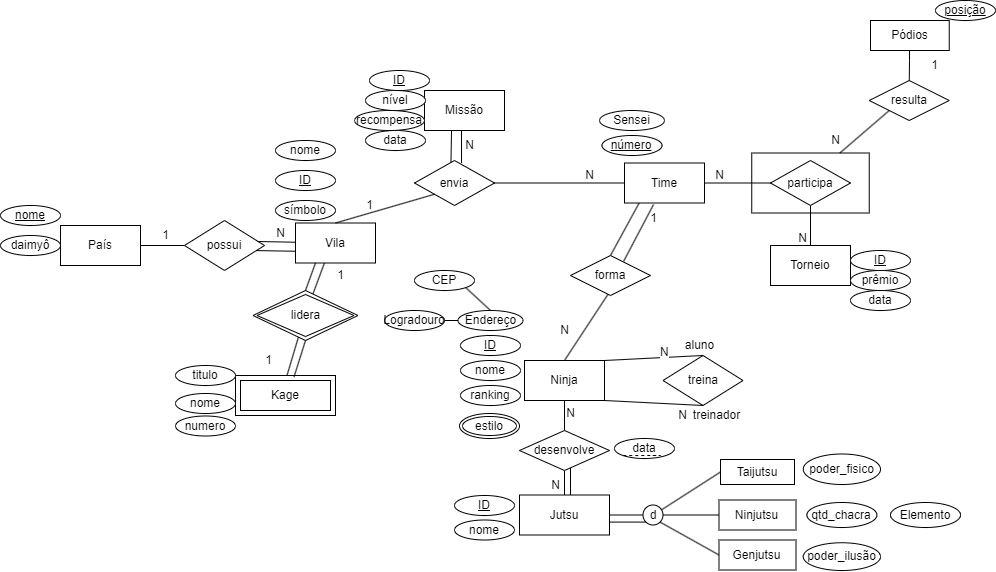 posição
Pódios
1
resulta
N
ID
nível
recompensa
data
Missão
N
envia
1
N
Sensei
número
Time
N
participa
N
Torneio
ID
prêmio
data
nome
ID
símbolo
nome
daimyô
País
1
possui
N
Vila
1
lidera
1
titulo
nome
numero
Kage
1
forma
N
CEP
Logradouro
Endereço
ID
nome
ranking
estilo
Ninja
aluno
N
treina
N treinador
N
desenvolve
data
N
ID
nome
Jutsu
d
Taijutsu
poder_fisico
Ninjutsu
qtd_chacra
Elemento
Genjutsu
poder_ilusão